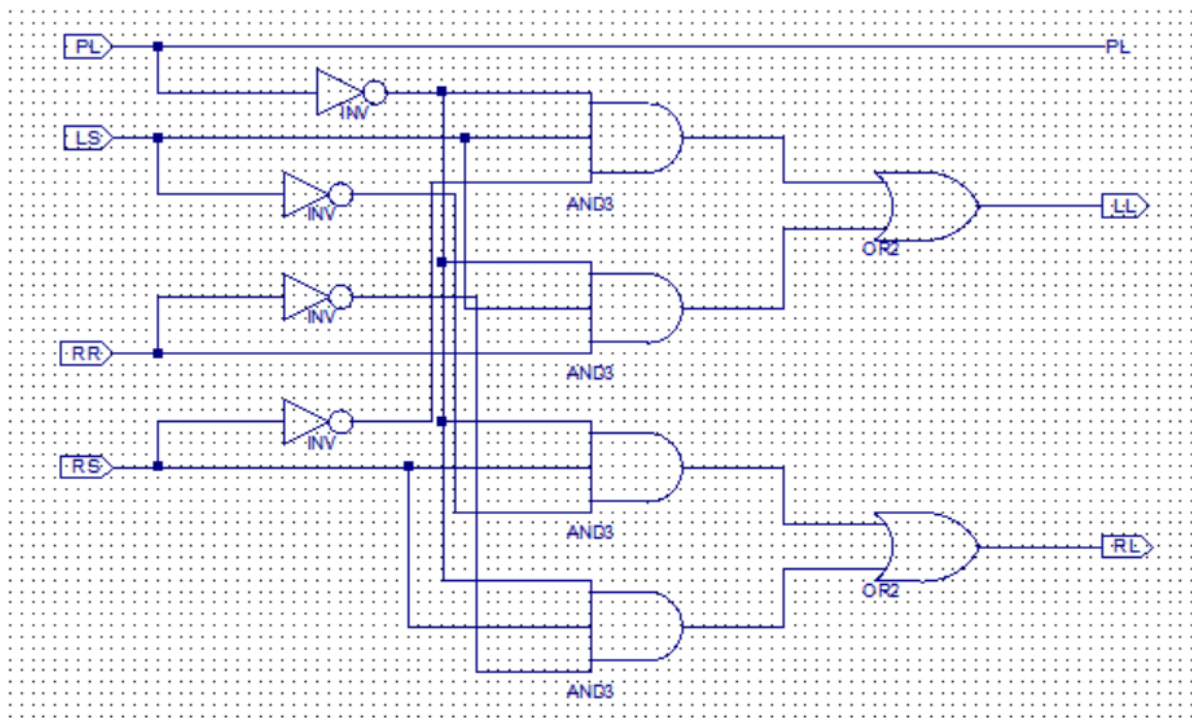 PL
PL
INV
LS
INV
AND3
LL
OR2
INV
RR
AND3
INV
RS
AND3
RL
OR2
AND3